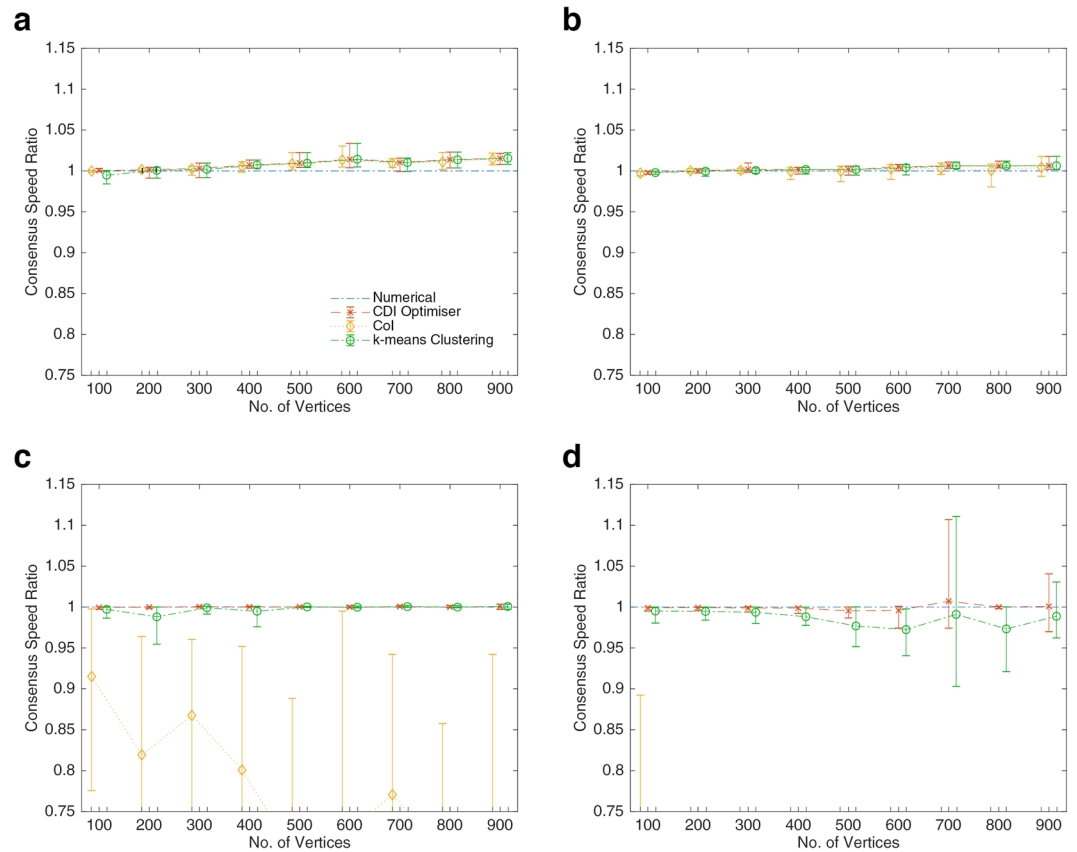 a
1.15
1.1
1.05
1
0.95
0.9
0.85
0.8
0.75
Consensus Speed Ratio
100 200 300 400 500 600 700 800 900
No. of Vertices
Numerical
CDI Optimiser
CoI
k-means Clustering
b
1.15
1.1
1.05
1
0.95
0.9
0.85
0.8
0.75
Consensus Speed Ratio
100 200 300 400 500 600 700 800 900
No. of Vertices
c
1.15
1.1
1.05
1
0.95
0.9
0.85
0.8
0.75
Consensus Speed Ratio
100 200 300 400 500 600 700 800 900
No. of Vertices
d
1.15
1.1
1.05
1
0.95
0.9
0.85
0.8
0.75
Consensus Speed Ratio
100 200 300 400 500 600 700 800 900
No. of Vertices